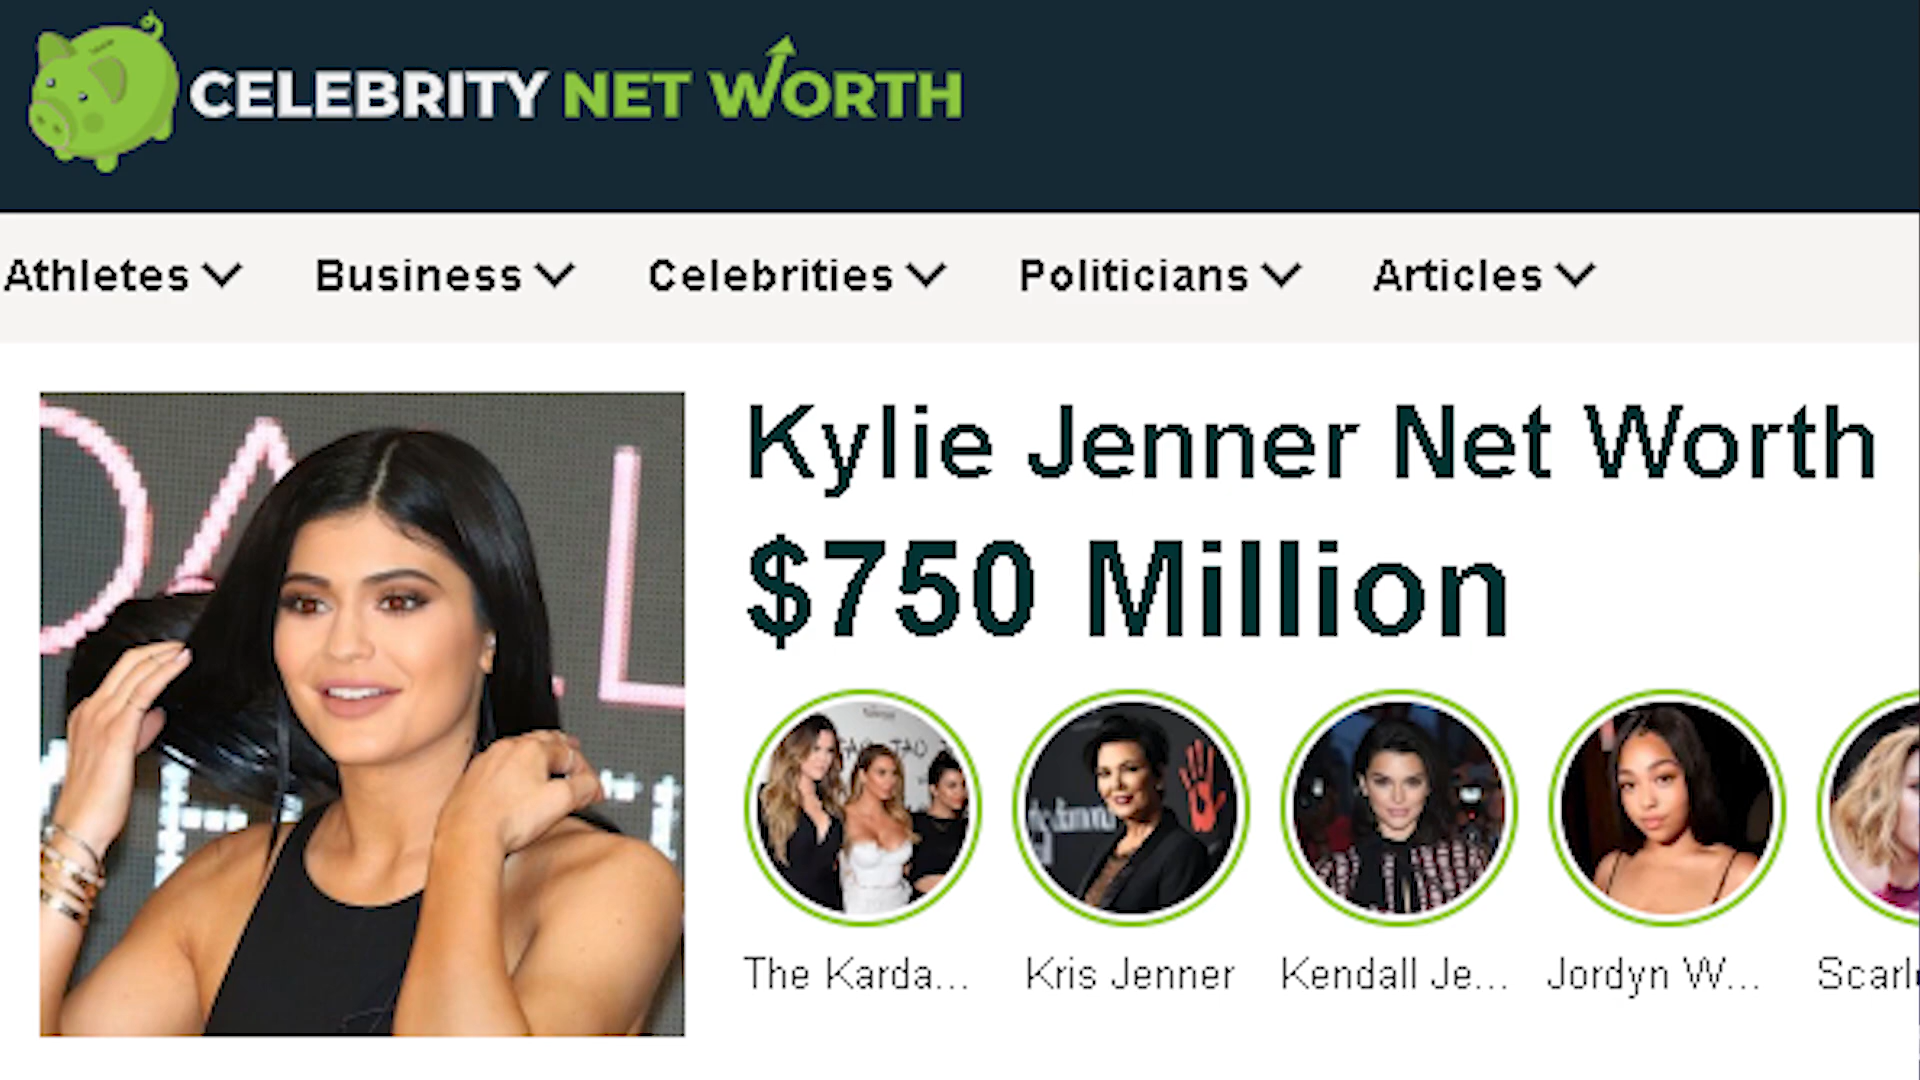 CELEBRITY NET WORTH
Athletes Business Celebrities Politicians Articles
Kylie Jenner Net Worth
$750 Million
The Karda... Kris Jenner Kendall Je... Jordyn W... Scarl